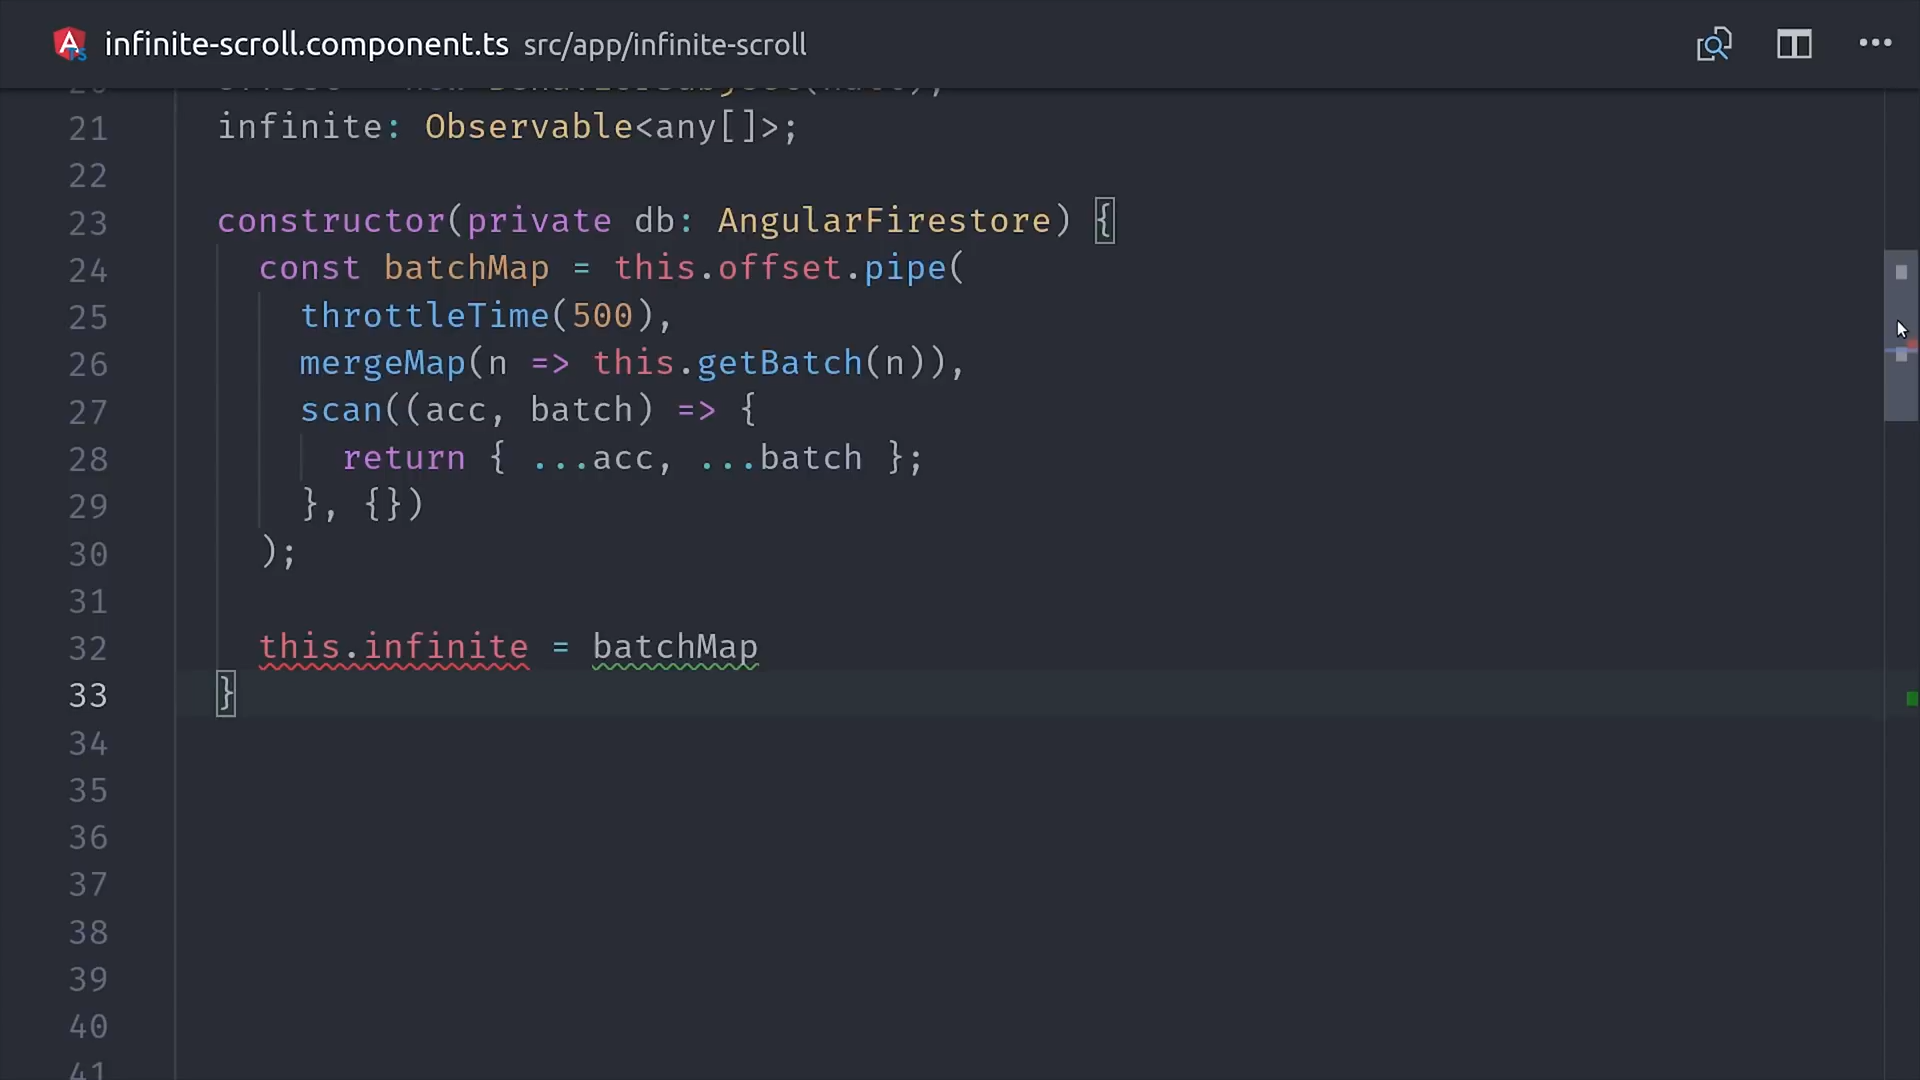 infinite-scroll.component.ts src/app/infinite-scroll
21 infinite: Observable<any[]>;
22
23 constructor(private db: AngularFirestore) {
24 const batchMap = this.offset.pipe(
25 throttleTime(500),
26 mergeMap(n => this.getBatch(n)),
27 scan((acc, batch) => {
28 return { ...acc, ...batch };
29 }, {})
30 );
31
32 this.infinite = batchMap
33 }
34
35
36
37
38
39
40
41